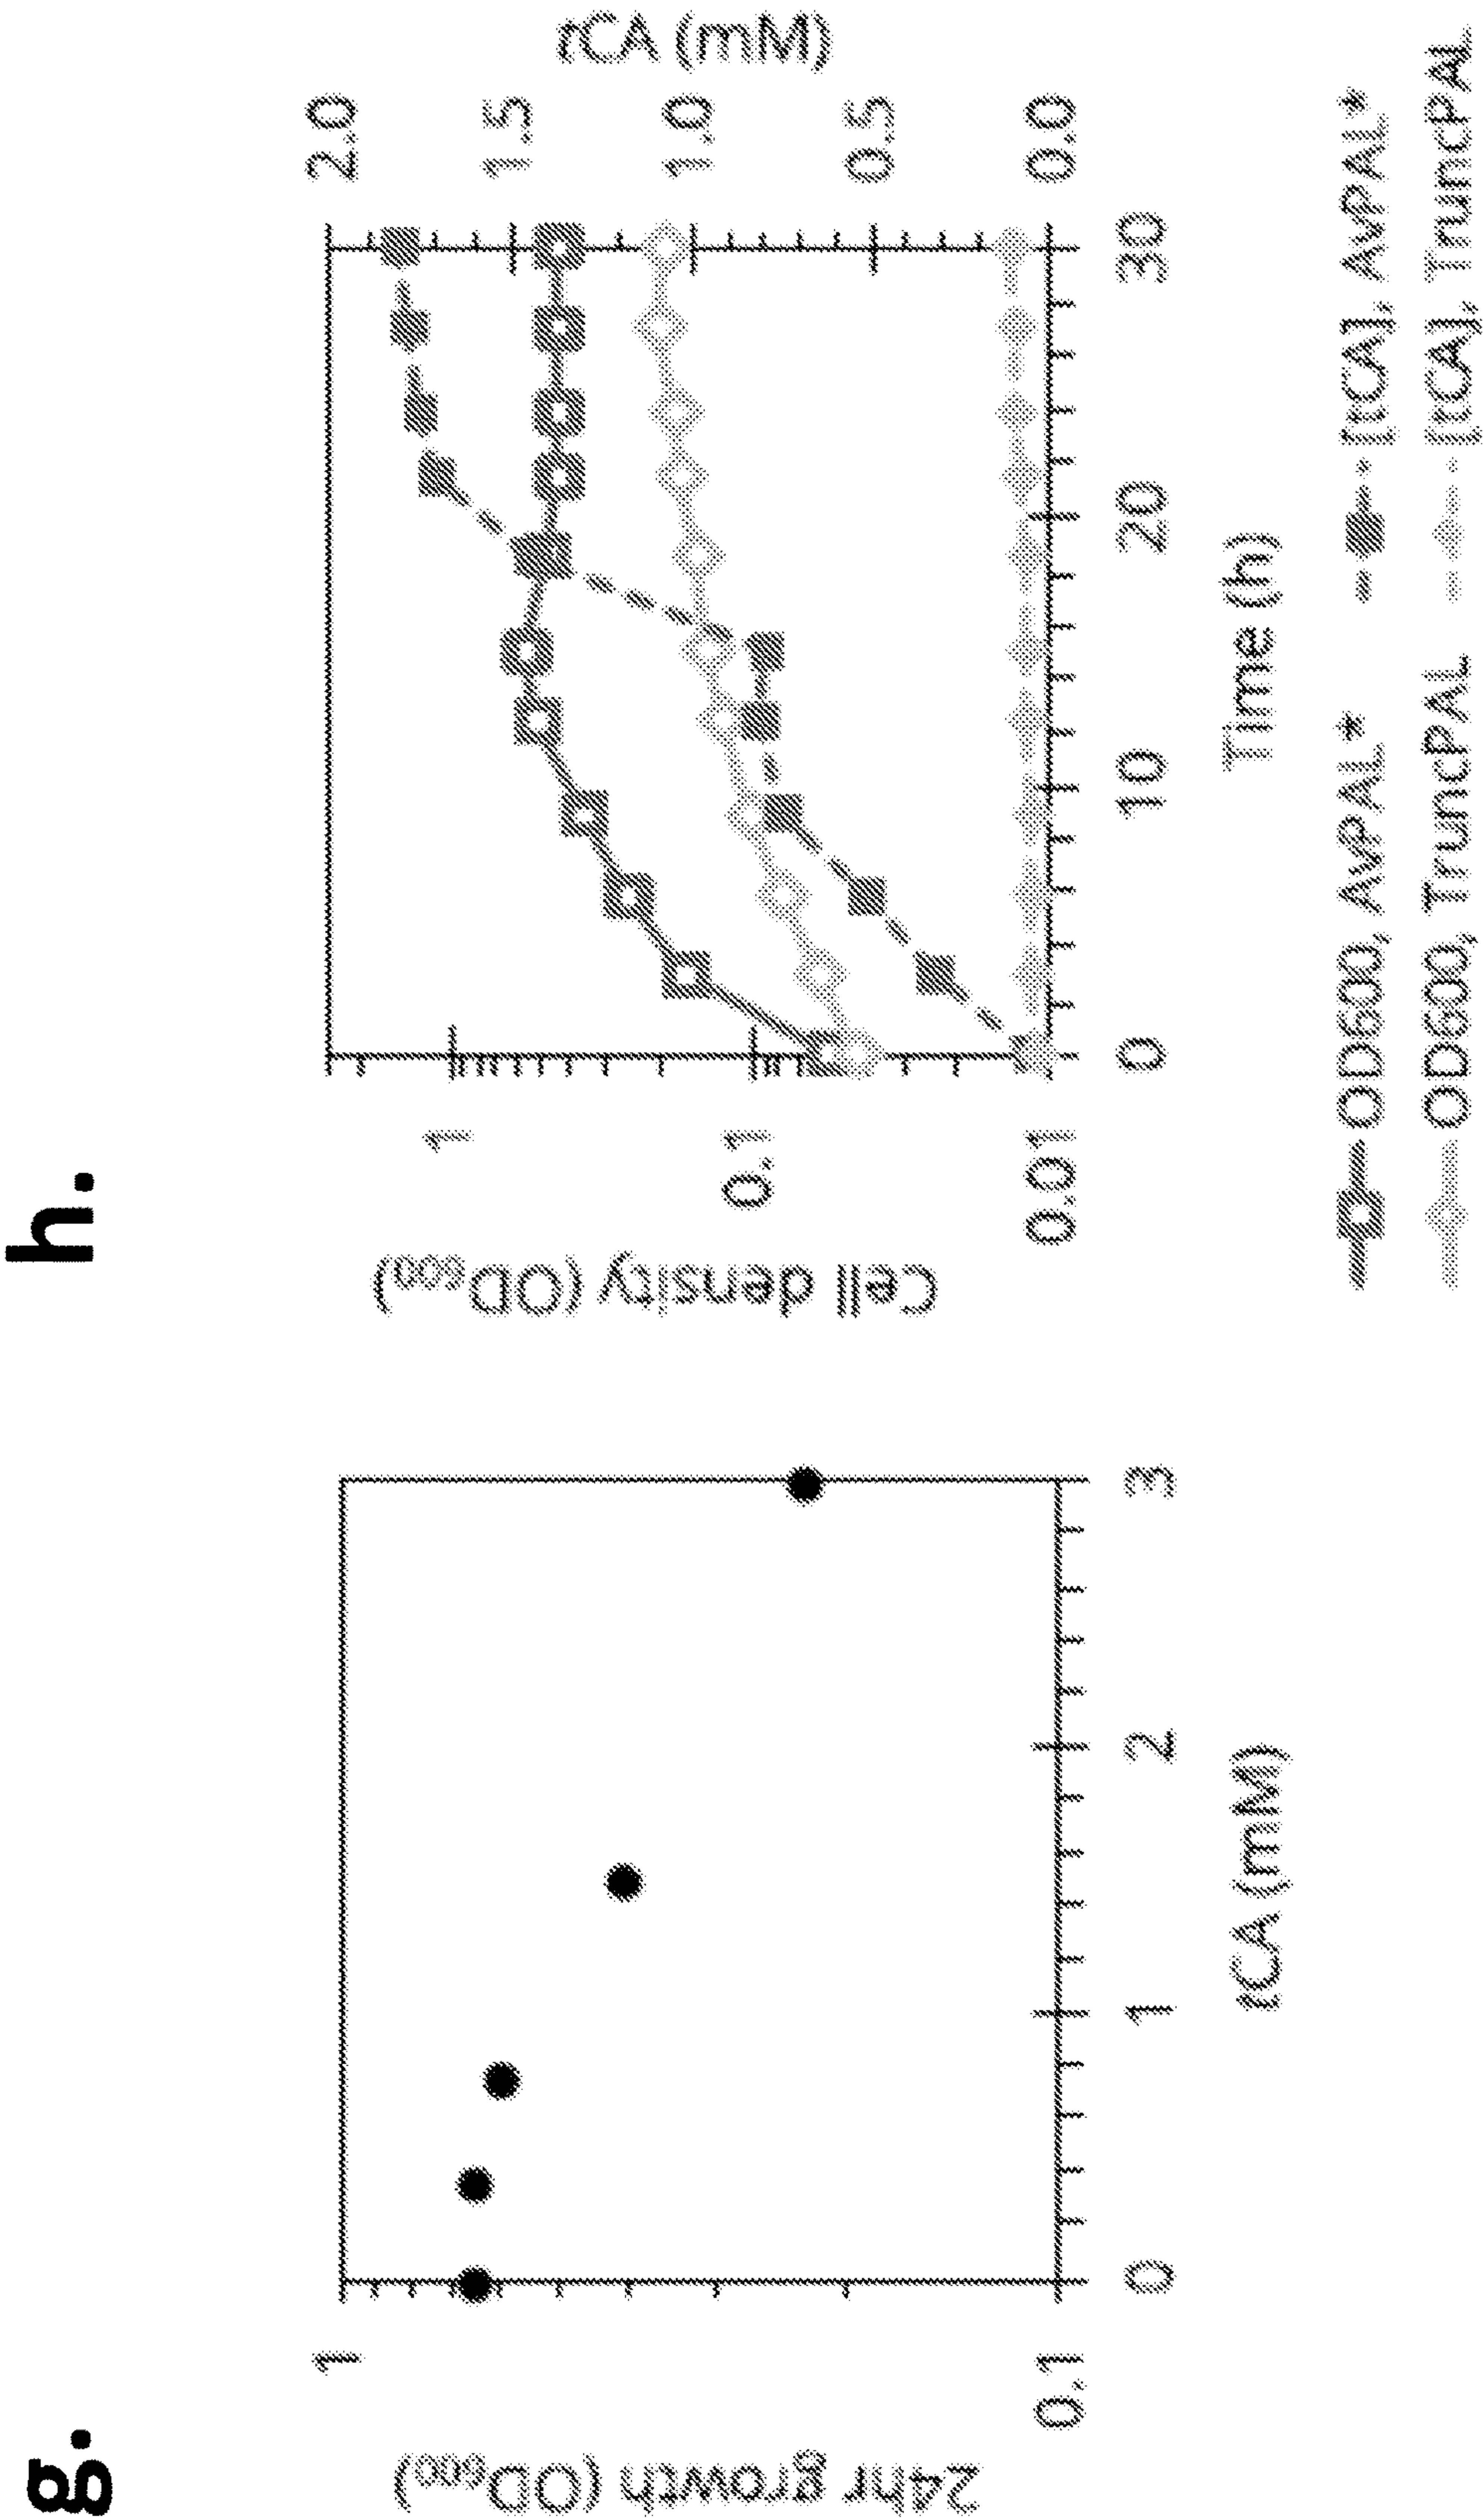 g.
24hr growth (OD600)
1
0.1
0
1
2
3
tCA (mM)
h.
Cell density (OD600)
1
0.1
0.01
0
10
20
30
Time (h)
2.0
1.5
1.0
0.5
0.0
rCA (mM)
OD600, AvPAL* [tCA], AvPAL*
OD600, TruncPAL [tCA], TruncPAL